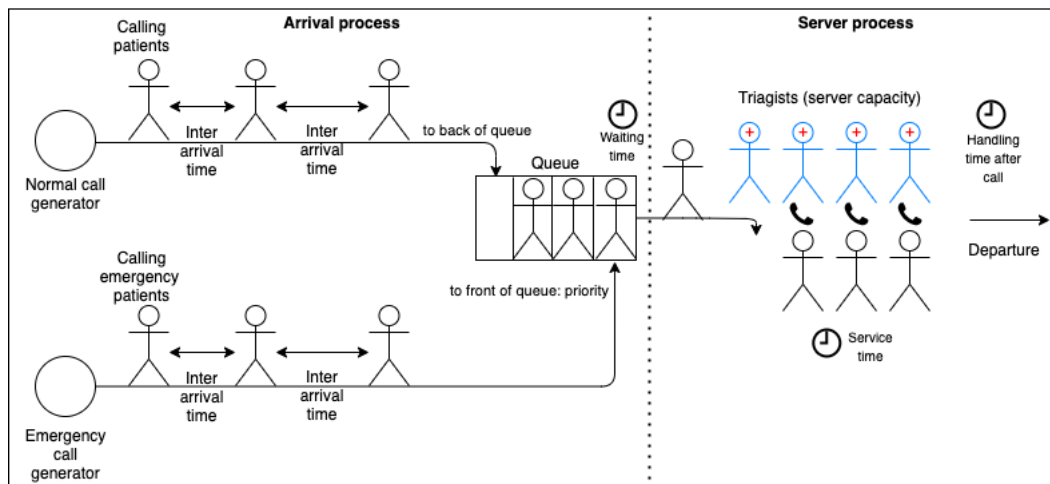 Arrival process
Server process
Calling
patients
Inter
arrival
time
Inter
arrival
time
to back of queue
Normal call
generator
Queue
Waiting
time
Triagists (server capacity)
Handling
time after
call
Departure
Calling
emergency
patients
to front of queue: priority
Inter
arrival
time
Inter
arrival
time
Service
time
Emergency
call
generator